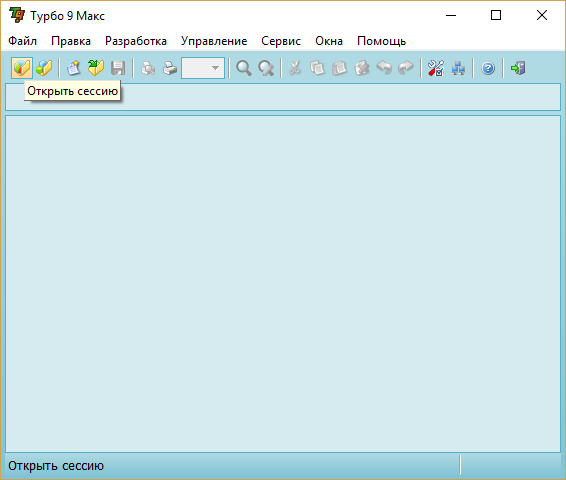 Турбо 9 Макс
Файл Правка Разработка Управление Сервис Окна Помощь
Открыть сессию
Открыть сессию